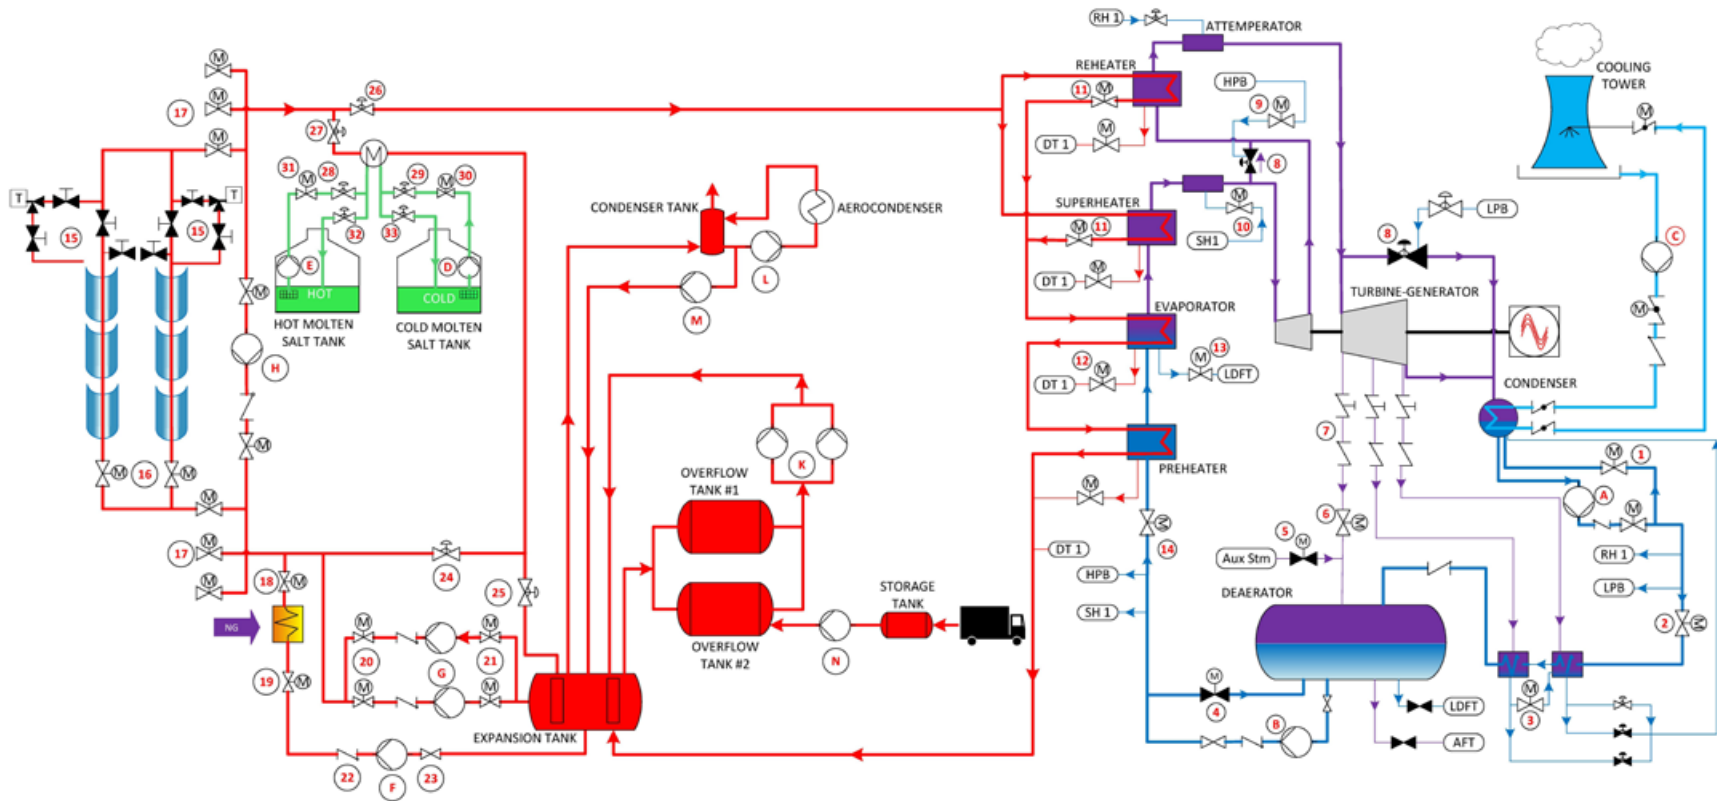 RH 1
ATTEMPERATOR
COOLING
TOWER
REHEATER
HPB
M
26
11
9
17
27
DT 1
8
31
28
29
30
T
T
CONDENSER TANK
AEROCONDENSER
SUPERHEATER
10
LPB
15
15
32
33
11
SH1
8
C
E
D
L
HOT
COLD
DT 1
TURBINE-GENERATOR
HOT MOLTEN
SALT TANK
COLD MOLTEN
SALT TANK
M
EVAPORATOR
H
12
13
DT 1
LDFT
CONDENSER
7
1
16
K
PREHEATER
OVERFLOW
TANK #1
A
6
14
5
17
24
DT 1
Aux Stm
RH 1
18
25
HPB
LPB
STORAGE
TANK
DEAERATOR
SH 1
NG
2
20
21
OVERFLOW
TANK #2
N
19
G
4
3
LDFT
EXPANSION TANK
B
AFT
22
F
23